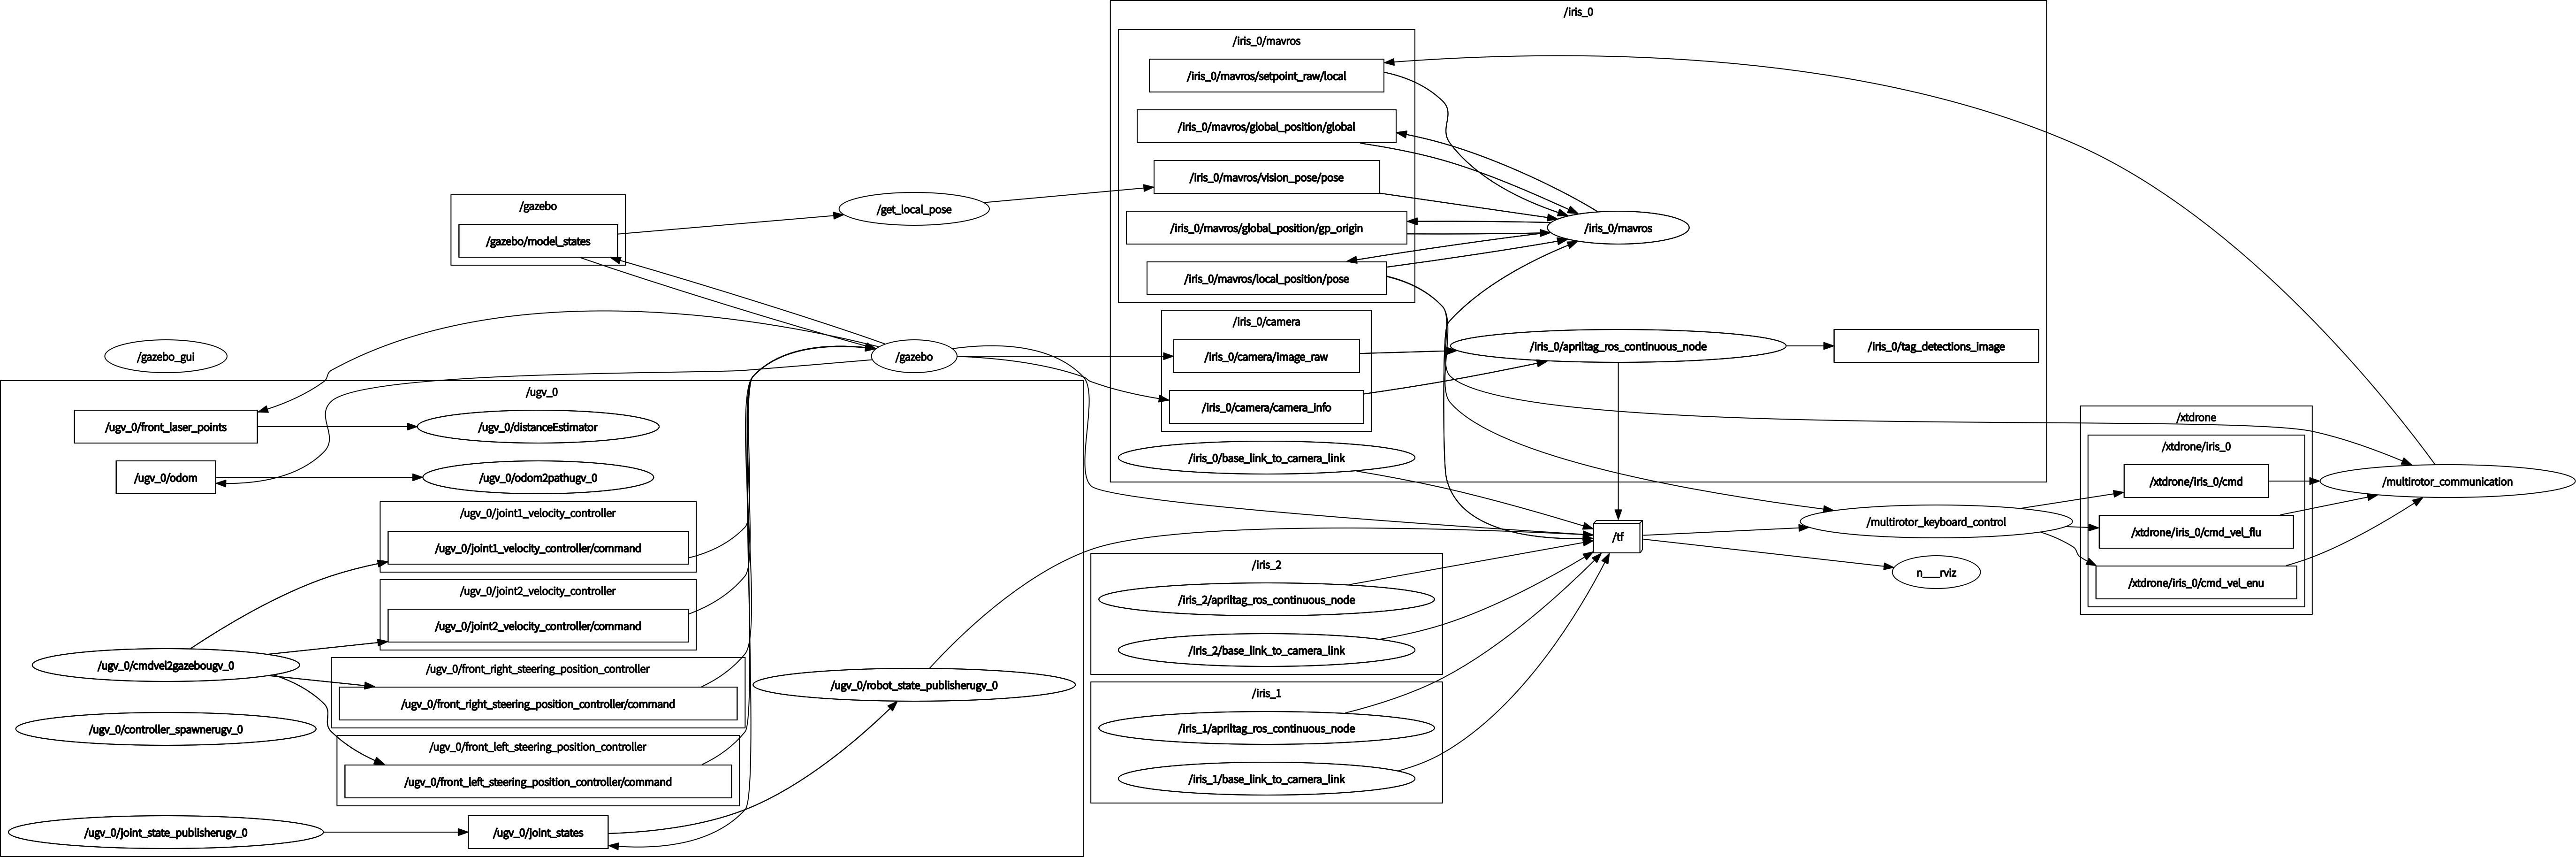 /iris_0
/iris_0/mavros
/iris_0/mavros/setpoint_raw/local
/iris_0/mavros/global_position/global
/iris_0/mavros/vision_pose/pose
/iris_0/mavros/global_position/gp_origin
/iris_0/mavros/local_position/pose
/iris_0/mavros
/gazebo
/gazebo/model_states
/get_local_pose
/gazebo_gui
/gazebo
/iris_0/camera
/iris_0/camera/image_raw
/iris_0/camera/camera_info
/iris_0/apriltag_ros_continuous_node
/iris_0/tag_detections_image
/iris_0/base_link_to_camera_link
/ugv_0
/ugv_0/front_laser_points
/ugv_0/distanceEstimator
/ugv_0/odom
/ugv_0/odom2pathugv_0
/ugv_0/joint1_velocity_controller
/ugv_0/joint1_velocity_controller/command
/ugv_0/joint2_velocity_controller
/ugv_0/joint2_velocity_controller/command
/ugv_0/cmdvel2gazebougv_0
/ugv_0/front_right_steering_position_controller
/ugv_0/front_right_steering_position_controller/command
/ugv_0/controller_spawnerugv_0
/ugv_0/front_left_steering_position_controller
/ugv_0/front_left_steering_position_controller/command
/ugv_0/joint_state_publisherugv_0
/ugv_0/joint_states
/ugv_0/robot_state_publisherugv_0
/tf
/iris_2
/iris_2/apriltag_ros_continuous_node
/iris_2/base_link_to_camera_link
/iris_1
/iris_1/apriltag_ros_continuous_node
/iris_1/base_link_to_camera_link
/multirotor_keyboard_control
n___rviz
/xtdrone
/xtdrone/iris_0
/xtdrone/iris_0/cmd
/xtdrone/iris_0/cmd_vel_flu
/xtdrone/iris_0/cmd_vel_enu
/multirotor_communication